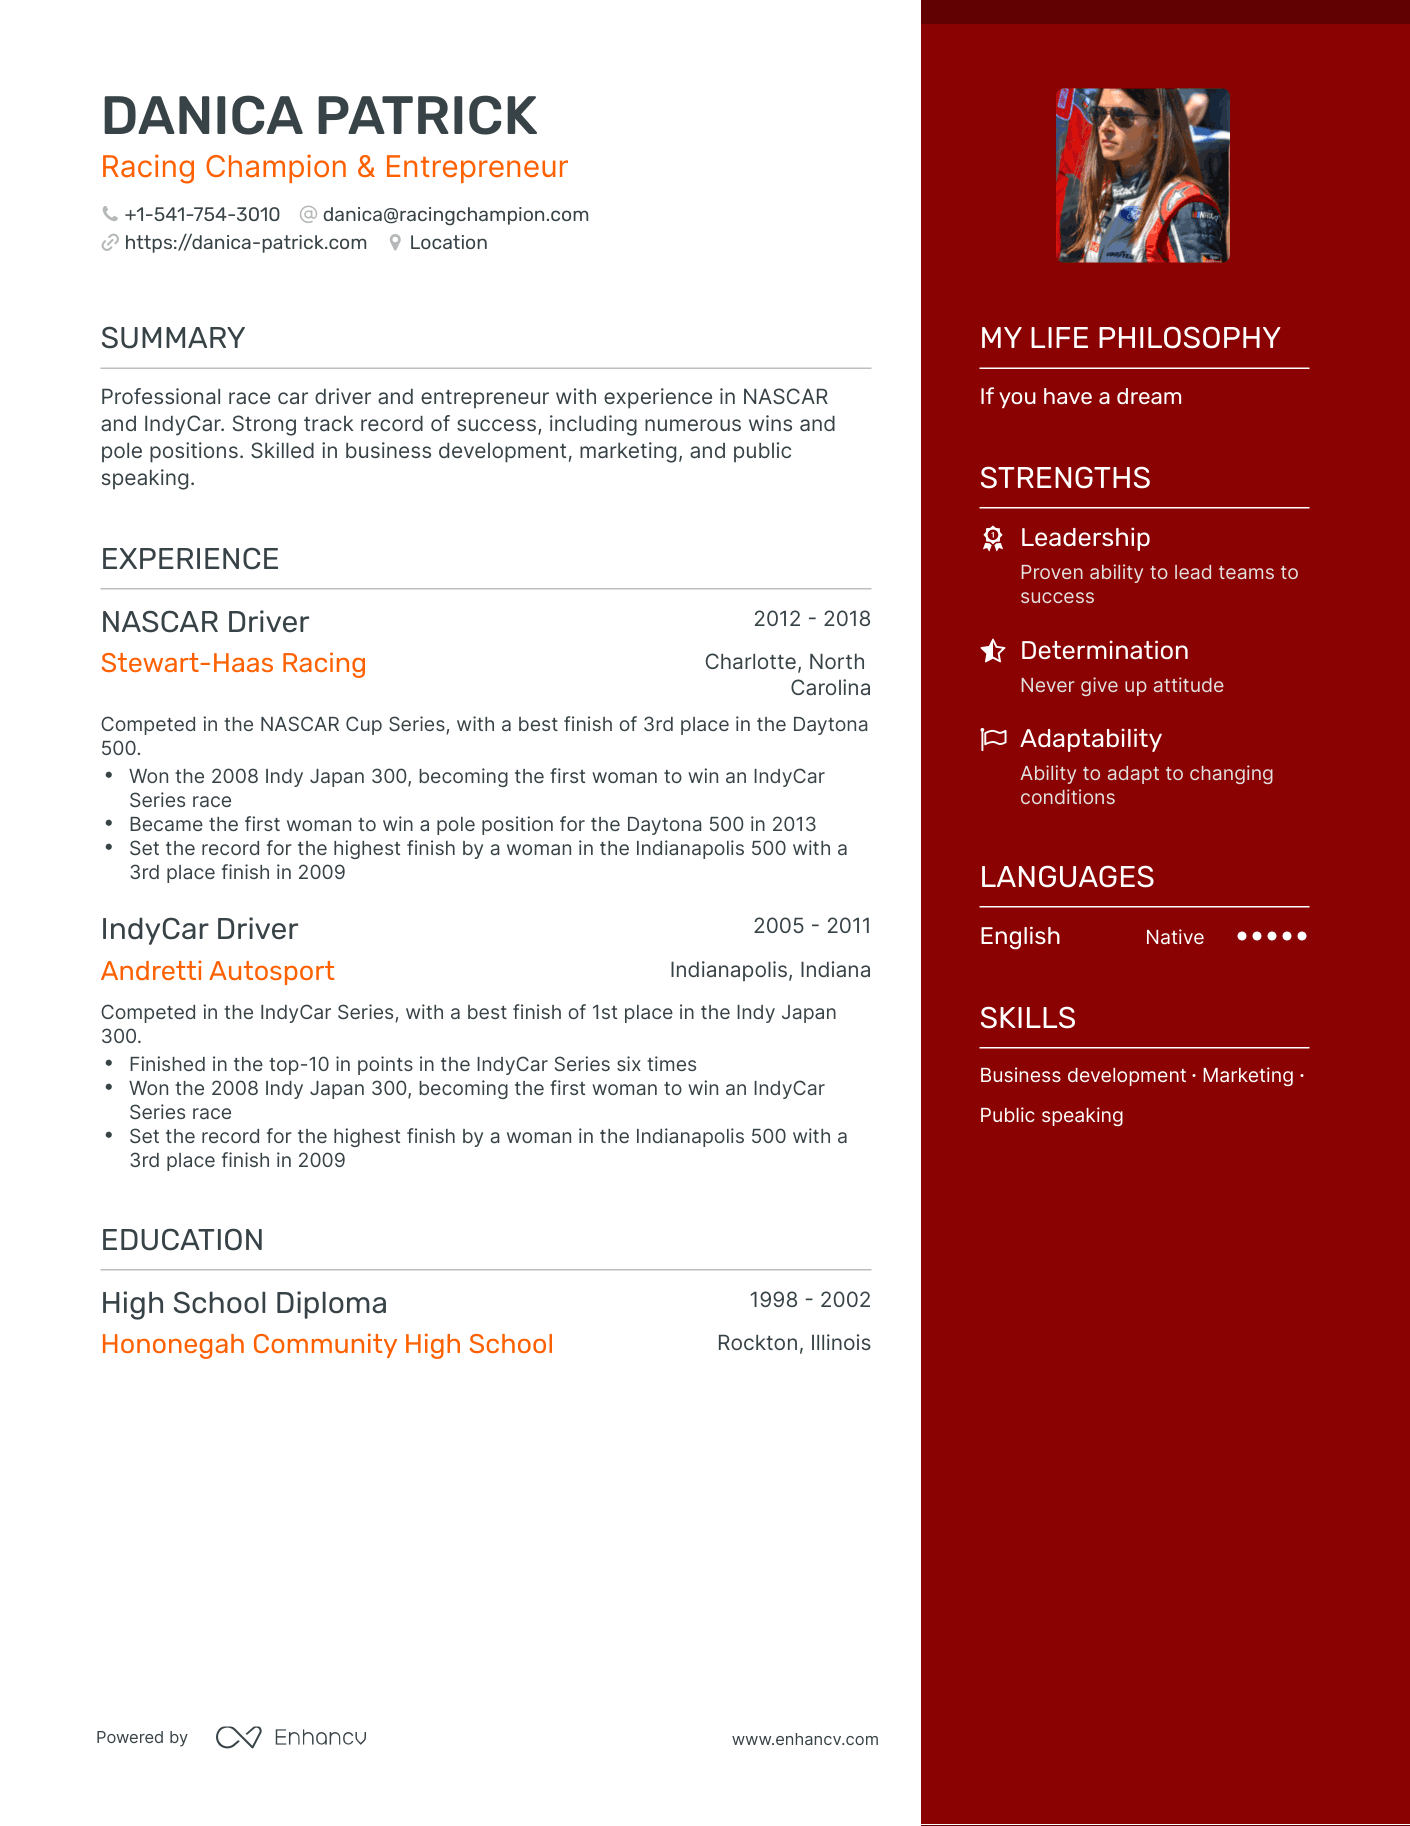 DANICA PATRICK
Racing Champion & Entrepreneur
+1-541-754-3010 danica@racingchampion.com
https://danica-patrick.com Location
SUMMARY
Professional race car driver and entrepreneur with experience in NASCAR
and IndyCar. Strong track record of success, including numerous wins and
pole positions. Skilled in business development, marketing, and public
speaking.
EXPERIENCE
NASCAR Driver 2012 - 2018
Stewart-Haas Racing Charlotte, North
Carolina
Competed in the NASCAR Cup Series, with a best finish of 3rd place in the Daytona
500.
• Won the 2008 Indy Japan 300, becoming the first woman to win an IndyCar
Series race
• Became the first woman to win a pole position for the Daytona 500 in 2013
• Set the record for the highest finish by a woman in the Indianapolis 500 with a
3rd place finish in 2009
IndyCar Driver 2005 - 2011
Andretti Autosport Indianapolis, Indiana
Competed in the IndyCar Series, with a best finish of 1st place in the Indy Japan
300.
• Finished in the top-10 in points in the IndyCar Series six times
• Won the 2008 Indy Japan 300, becoming the first woman to win an IndyCar
Series race
• Set the record for the highest finish by a woman in the Indianapolis 500 with a
3rd place finish in 2009
EDUCATION
High School Diploma 1998 - 2002
Hononegah Community High School Rockton, Illinois
Powered by Enhancv www.enhancv.com
MY LIFE PHILOSOPHY
If you have a dream
STRENGTHS
Leadership
Proven ability to lead teams to
success
Determination
Never give up attitude
Adaptability
Ability to adapt to changing
conditions
LANGUAGES
English Native
SKILLS
Business development · Marketing ·
Public speaking